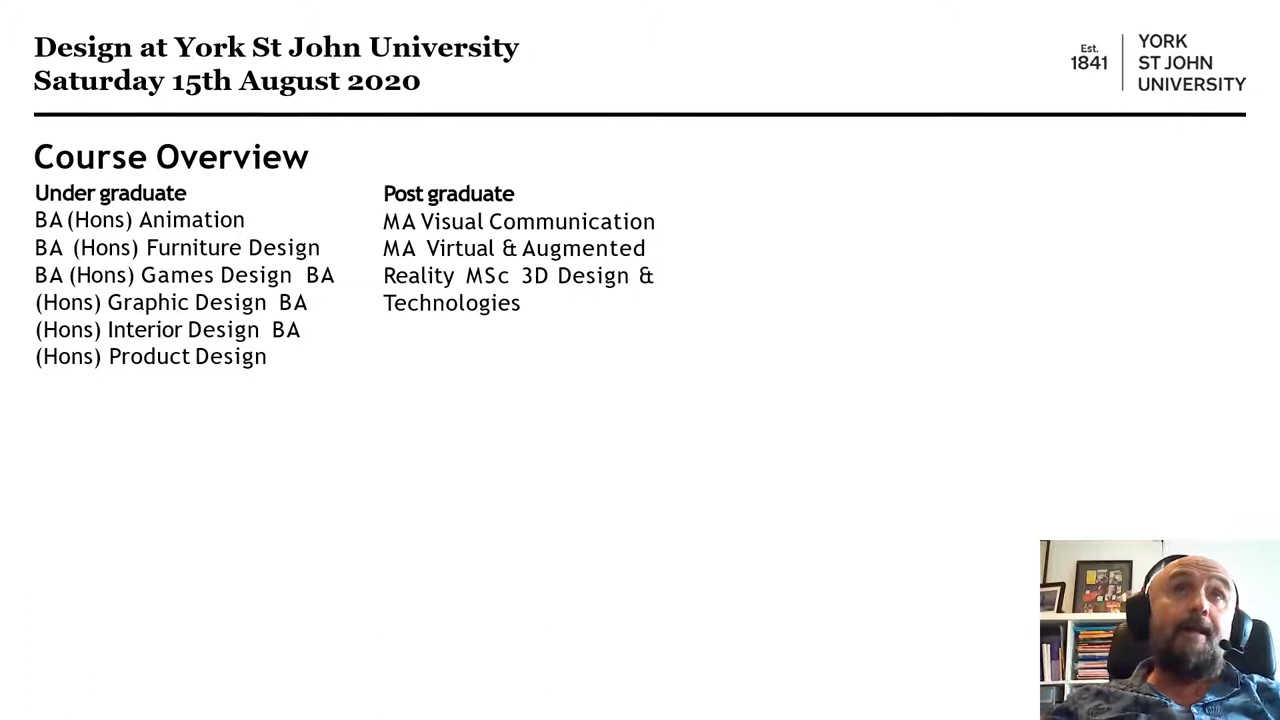 Design at York St John University
Saturday 15th August 2020
Est.
1841
YORK
ST JOHN
UNIVERSITY
Course Overview
Under graduate
BA (Hons) Animation
BA (Hons) Furniture Design
BA (Hons) Games Design BA
(Hons) Graphic Design BA
(Hons) Interior Design BA
(Hons) Product Design
Post graduate
MA Visual Communication
MA Virtual & Augmented
Reality MSc 3D Design &
Technologies